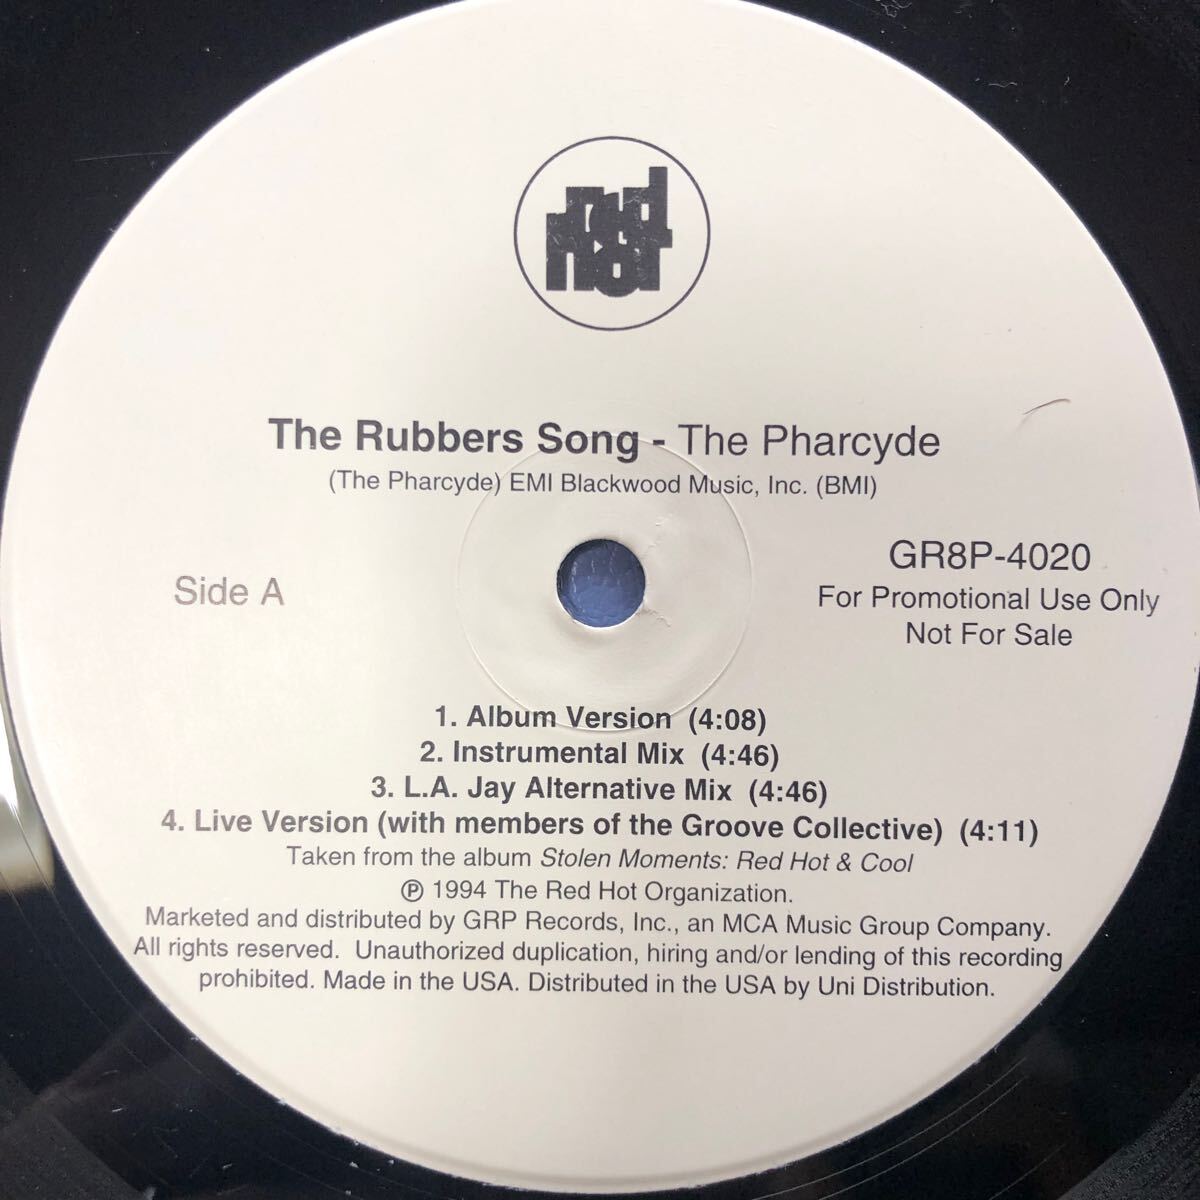 red
hot
The Rubbers Song - The Pharcyde
(The Pharcyde) EMI Blackwood Music, Inc. (BMI)
Side A
GR8P-4020
For Promotional Use Only
Not For Sale
1. Album Version (4:08)
2. Instrumental Mix (4:46)
3. L.A. Jay Alternative Mix (4:46)
4. Live Version (with members of the Groove Collective) (4:11)
Taken from the album Stolen Moments: Red Hot & Cool
℗ 1994 The Red Hot Organization.
Marketed and distributed by GRP Records, Inc., an MCA Music Group Company.
All rights reserved. Unauthorized duplication, hiring and/or lending of this recording
prohibited. Made in the USA. Distributed in the USA by Uni Distribution.